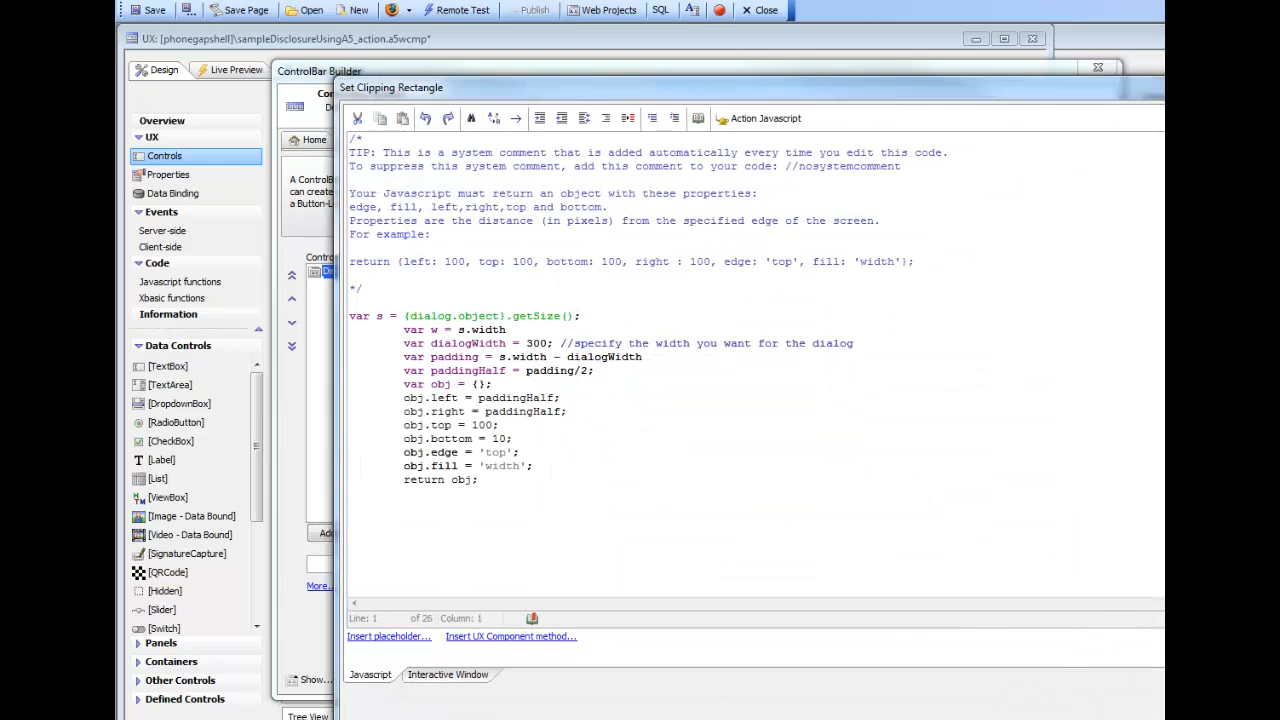 Save Save Page Open New Remote Test Publish Web Projects SQL Close
UX: [phonegapshell]\sampleDisclosureUsingA5_action.a5wcmp*
Design Live Preview
ControlBar Builder
Set Clipping Rectangle
Home
Action Javascript
Overview
UX
Controls
Properties
Data Binding
Events
Server-side
Client-side
Code
Javascript functions
Xbasic functions
Information
Data Controls
[TextBox]
[TextArea]
[DropdownBox]
[RadioButton]
[CheckBox]
[Label]
[List]
[ViewBox]
[Image - Data Bound]
[Video - Data Bound]
[SignatureCapture]
[QRCode]
[Hidden]
[Slider]
[Switch]
Panels
Containers
Other Controls
Defined Controls
A ControlBa
can create
a Button-Li
Contro
Add
More..
Show...
Tree View
/*
TIP: This is a system comment that is added automatically every time you edit this code.
To suppress this system comment, add this comment to your code: //nosystemcomment
Your Javascript must return an object with these properties:
edge, fill, left,right,top and bottom.
Properties are the distance (in pixels) from the specified edge of the screen.
For example:
return {left: 100, top: 100, bottom: 100, right : 100, edge: 'top', fill: 'width'};
*/
var s = {dialog.object}.getSize();
var w = s.width
var dialogWidth = 300; //specify the width you want for the dialog
var padding = s.width - dialogWidth
var paddingHalf = padding/2;
var obj = {};
obj.left = paddingHalf;
obj.right = paddingHalf;
obj.top = 100;
obj.bottom = 10;
obj.edge = 'top';
obj.fill = 'width';
return obj;
Line: 1 of 26 Column: 1
Insert placeholder... Insert UX Component method...
Javascript Interactive Window